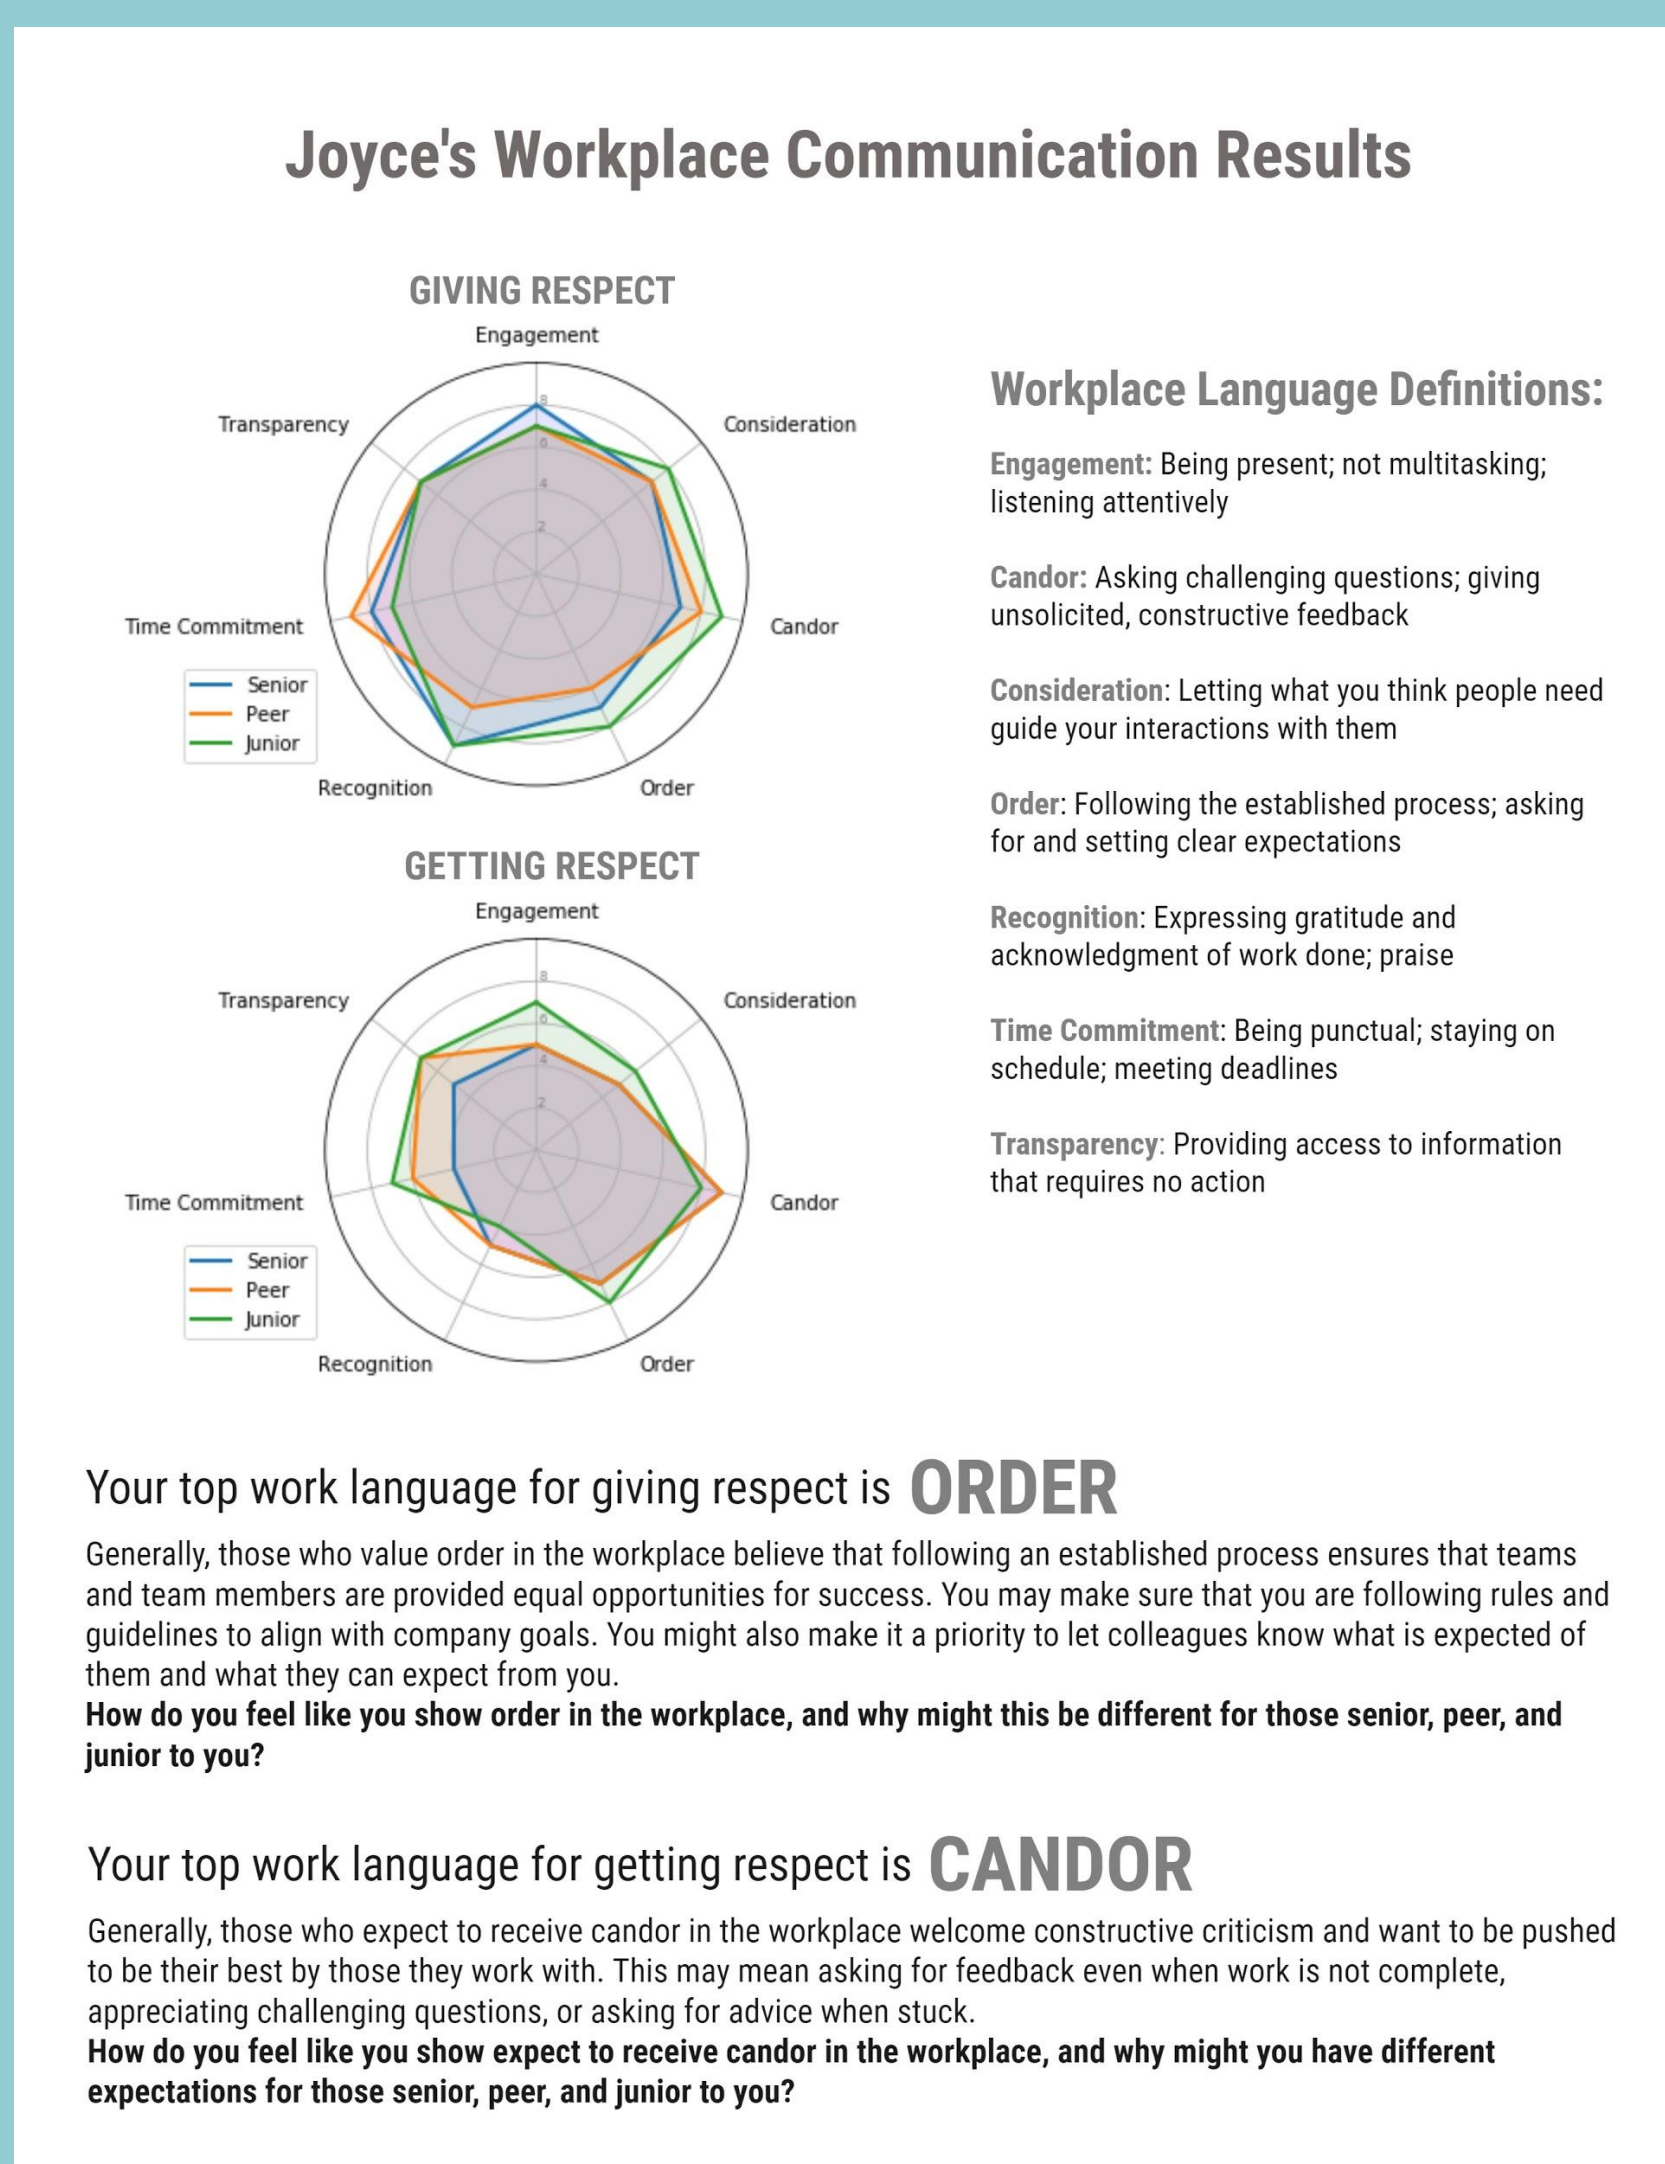 Joyce's Workplace Communication Results
GIVING RESPECT
Engagement
Transparency
Consideration
8
6
4
2
Time Commitment
Candor
Senior
Peer
Junior
Recognition
Order
GETTING RESPECT
Engagement
Transparency
Consideration
8
6
4
2
Time Commitment
Candor
Senior
Peer
Junior
Recognition
Order
Workplace Language Definitions:
Engagement: Being present; not multitasking;
listening attentively
Candor: Asking challenging questions; giving
unsolicited, constructive feedback
Consideration: Letting what you think people need
guide your interactions with them
Order: Following the established process; asking
for and setting clear expectations
Recognition: Expressing gratitude and
acknowledgment of work done; praise
Time Commitment: Being punctual; staying on
schedule; meeting deadlines
Transparency: Providing access to information
that requires no action
Your top work language for giving respect is ORDER
Generally, those who value order in the workplace believe that following an established process ensures that teams
and team members are provided equal opportunities for success. You may make sure that you are following rules and
guidelines to align with company goals. You might also make it a priority to let colleagues know what is expected of
them and what they can expect from you.
How do you feel like you show order in the workplace, and why might this be different for those senior, peer, and
junior to you?
Your top work language for getting respect is CANDOR
Generally, those who expect to receive candor in the workplace welcome constructive criticism and want to be pushed
to be their best by those they work with. This may mean asking for feedback even when work is not complete,
appreciating challenging questions, or asking for advice when stuck.
How do you feel like you show expect to receive candor in the workplace, and why might you have different
expectations for those senior, peer, and junior to you?